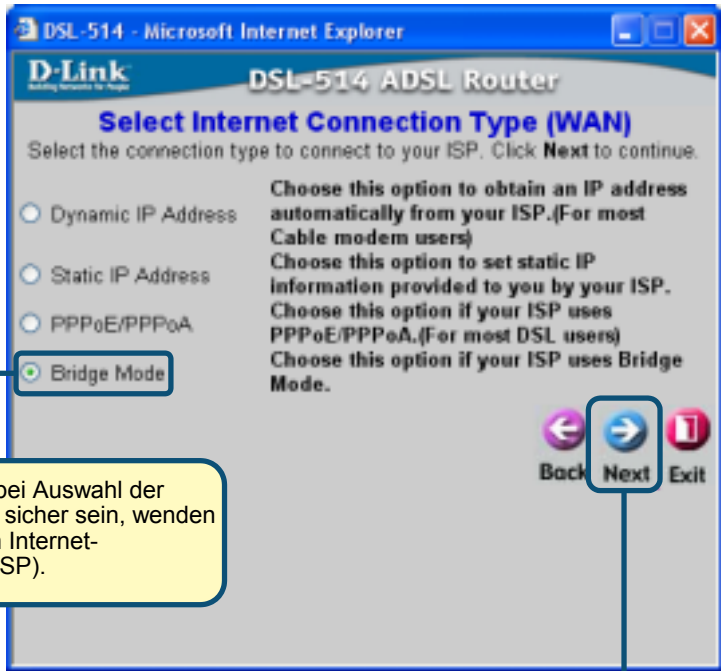 DSL-514 - Microsoft Internet Explorer
D-Link
Building Networks for People
DSL-514 ADSL Router
Select Internet Connection Type (WAN)
Select the connection type to connect to your ISP. Click Next to continue.
Dynamic IP Address
Choose this option to obtain an IP address
automatically from your ISP.(For most
Cable modem users)
Static IP Address
Choose this option to set static IP
information provided to you by your ISP.
PPPoE/PPPoA
Choose this option if your ISP uses
PPPoE/PPPoA.(For most DSL users)
Bridge Mode
Choose this option if your ISP uses Bridge
Mode.
Back Next Exit
bei Auswahl der
sicher sein, wenden
Internet-
SP).